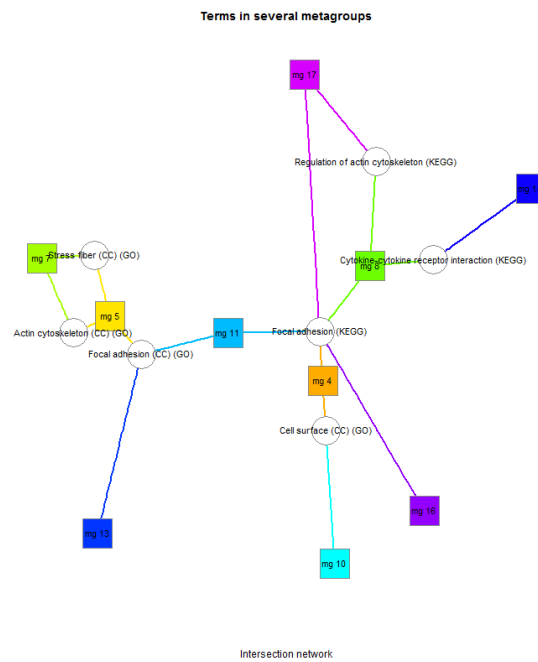 Terms in several metagroups
mg 17
Regulation of actin cytoskeleton (KEGG)
mg 1
Stress fiber (CC) (GO)
mg 7
Cytokine-cytokine receptor interaction (KEGG)
mg 8
mg 5
Actin cytoskeleton (CC) (GO)
mg 11
Focal adhesion (KEGG)
Focal adhesion (CC) (GO)
mg 4
Cell surface (CC) (GO)
mg 16
mg 13
mg 10
Intersection network